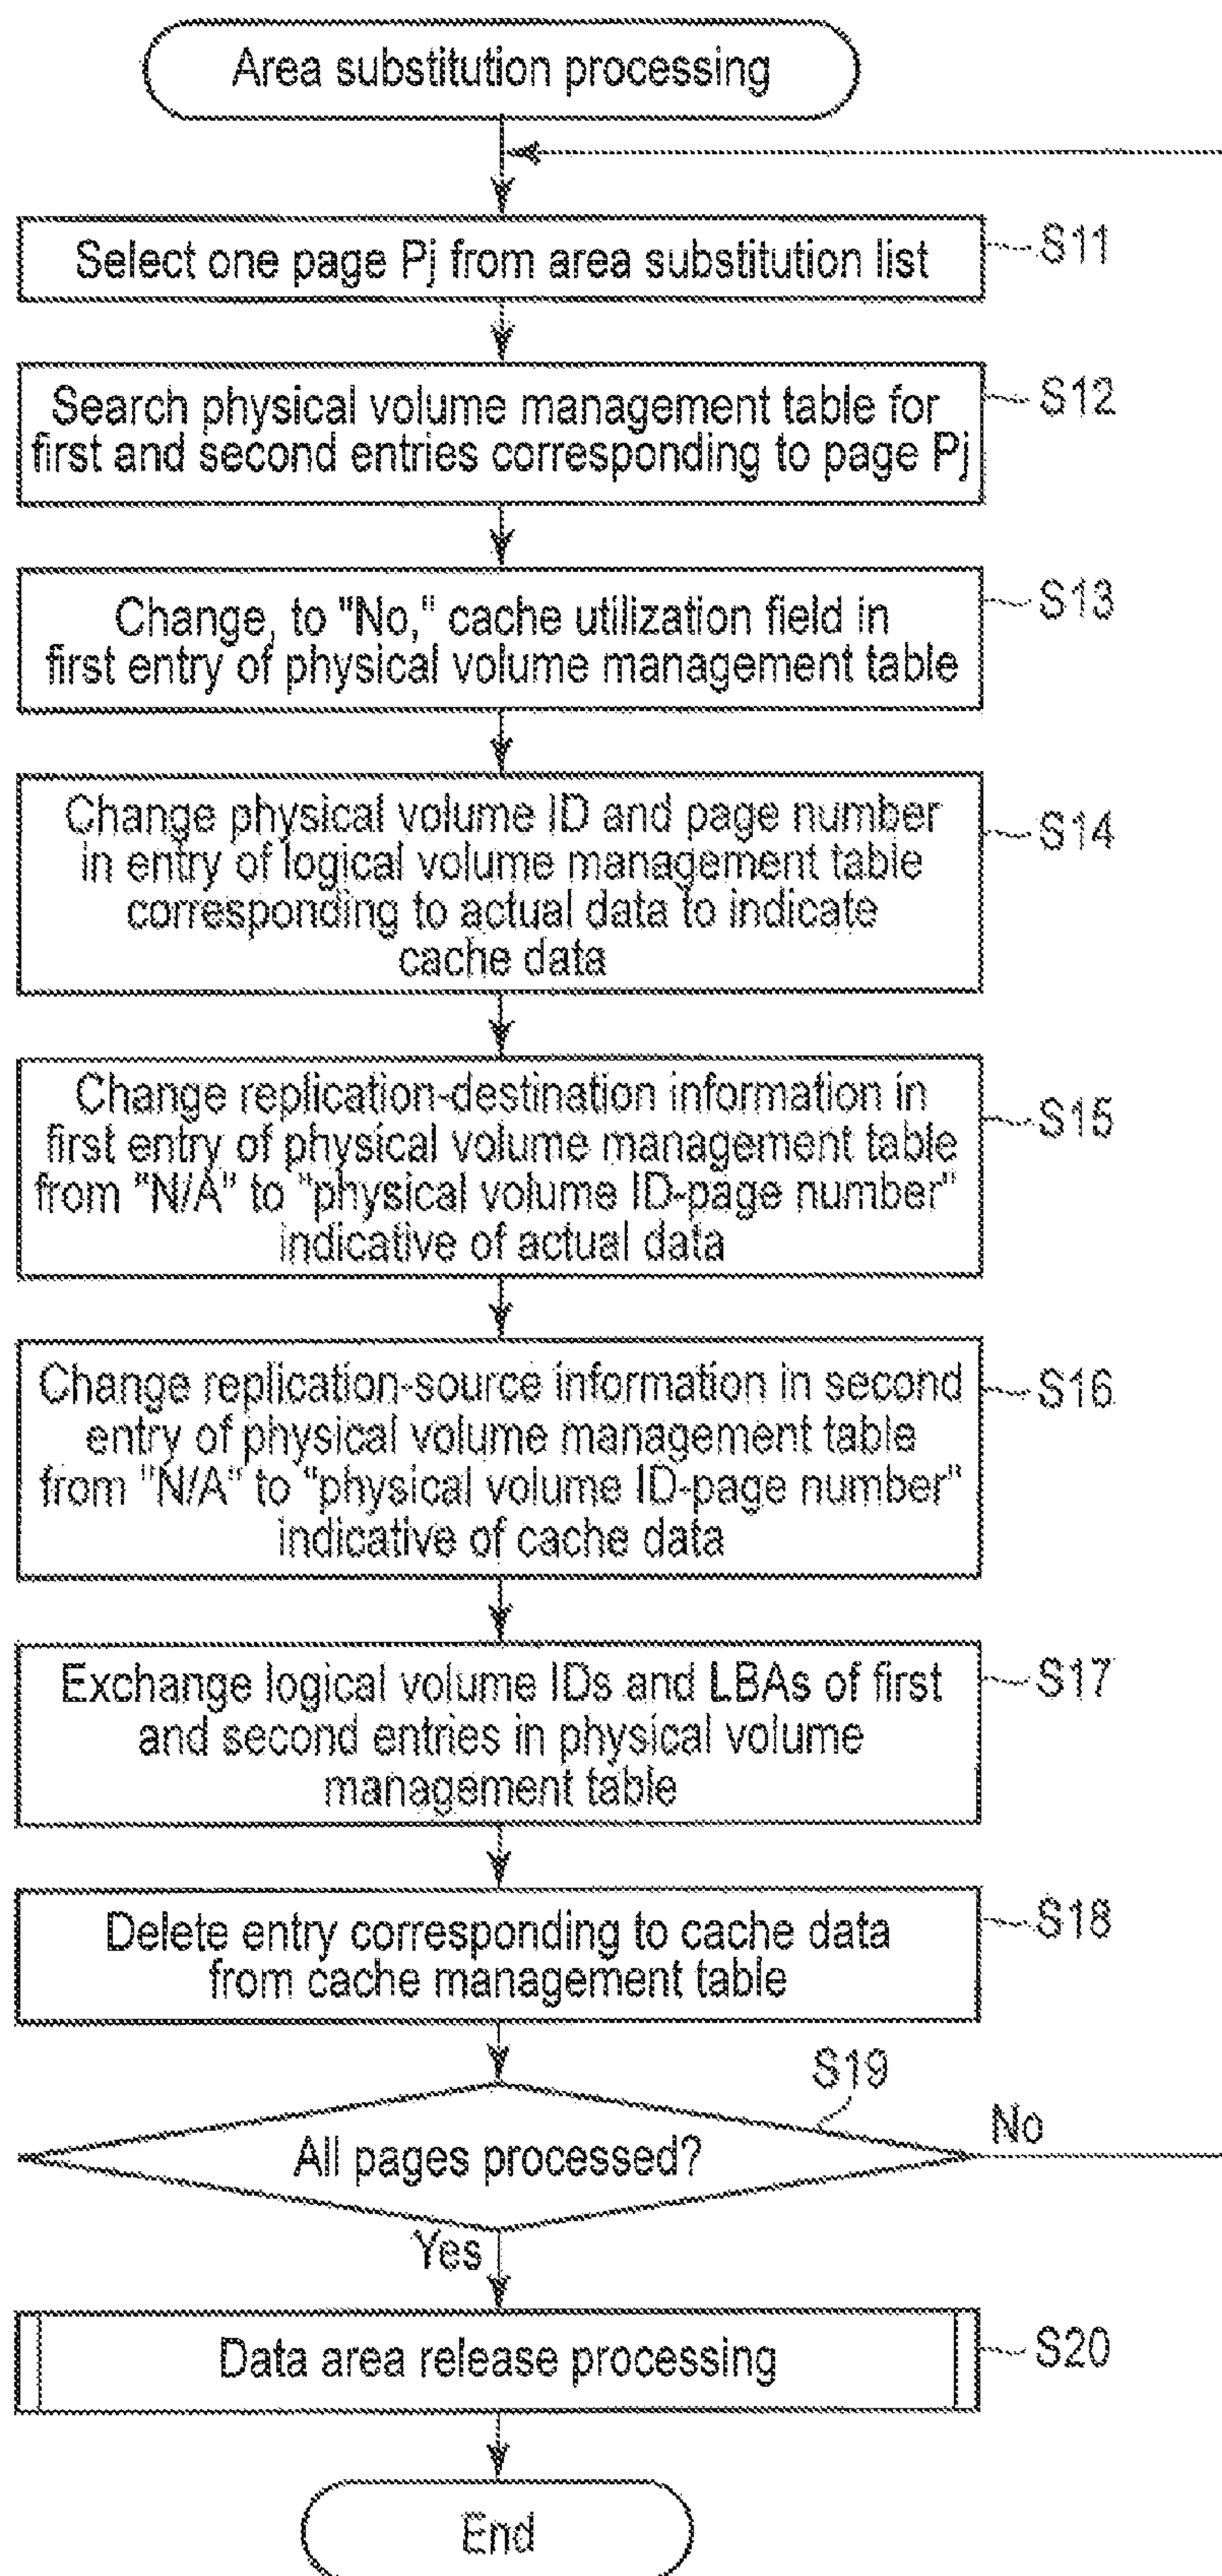 Area substitution processing
Select one page Pj from area substitution list
S11
Search physical volume management table for
first and second entries corresponding to page Pj
S12
Change, to "No," cache utilization field in
first entry of physical volume management table
S13
Change physical volume ID and page number
in entry of logical volume management table
corresponding to actual data to indicate
cache data
S14
Change replication-destination information in
first entry of physical volume management table
from "N/A" to "physical volume ID-page number"
indicative of actual data
S15
Change replication-source information in second
entry of physical volume management table
from "N/A" to "physical volume ID-page number"
indicative of cache data
S16
Exchange logical volume IDs and LBAs of first
and second entries in physical volume
management table
S17
Delete entry corresponding to cache data
from cache management table
S18
S19
All pages processed?
No
Yes
Data area release processing
S20
End